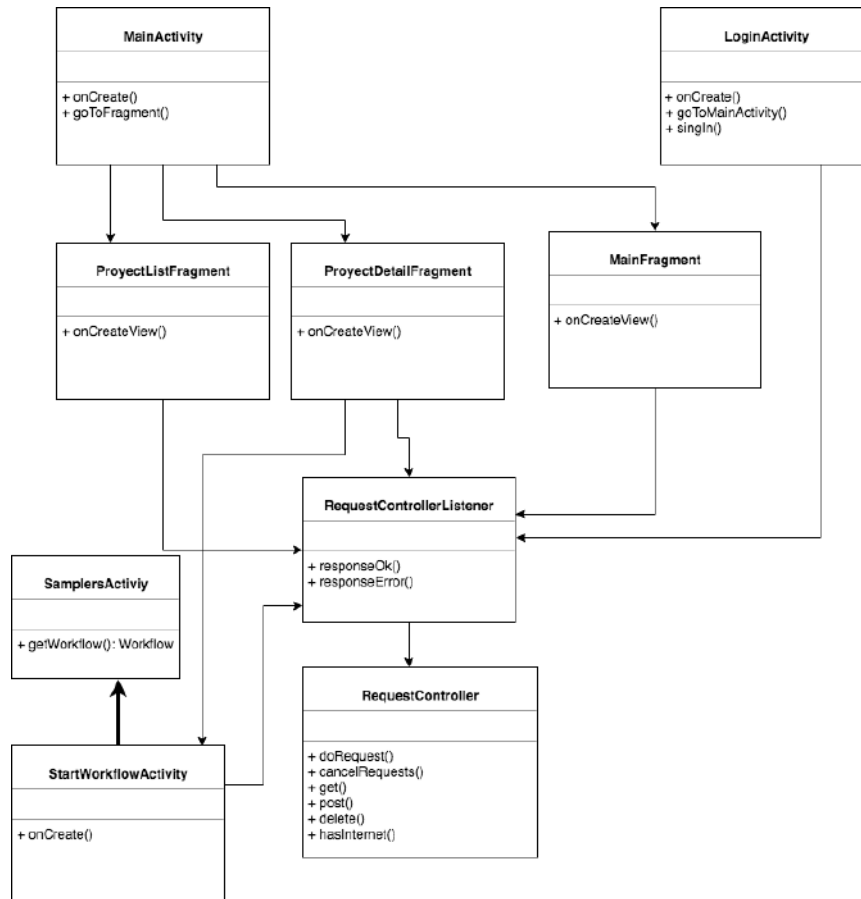 MainActivity
+ onCreate()
+ goToFragment()
LoginActivity
+ onCreate()
+ goToMainActivity()
+ singIn()
ProyectListFragment
+ onCreateView()
ProyectDetailFragment
+ onCreateView()
MainFragment
+ onCreateView()
RequestControllerListener
+ responseOk()
+ responseError()
SamplersActiviy
+ getWorkflow(): Workflow
RequestController
+ doRequest()
+ cancelRequests()
+ get()
+ post()
+ delete()
+ hasInternet()
StartWorkflowActivity
+ onCreate()